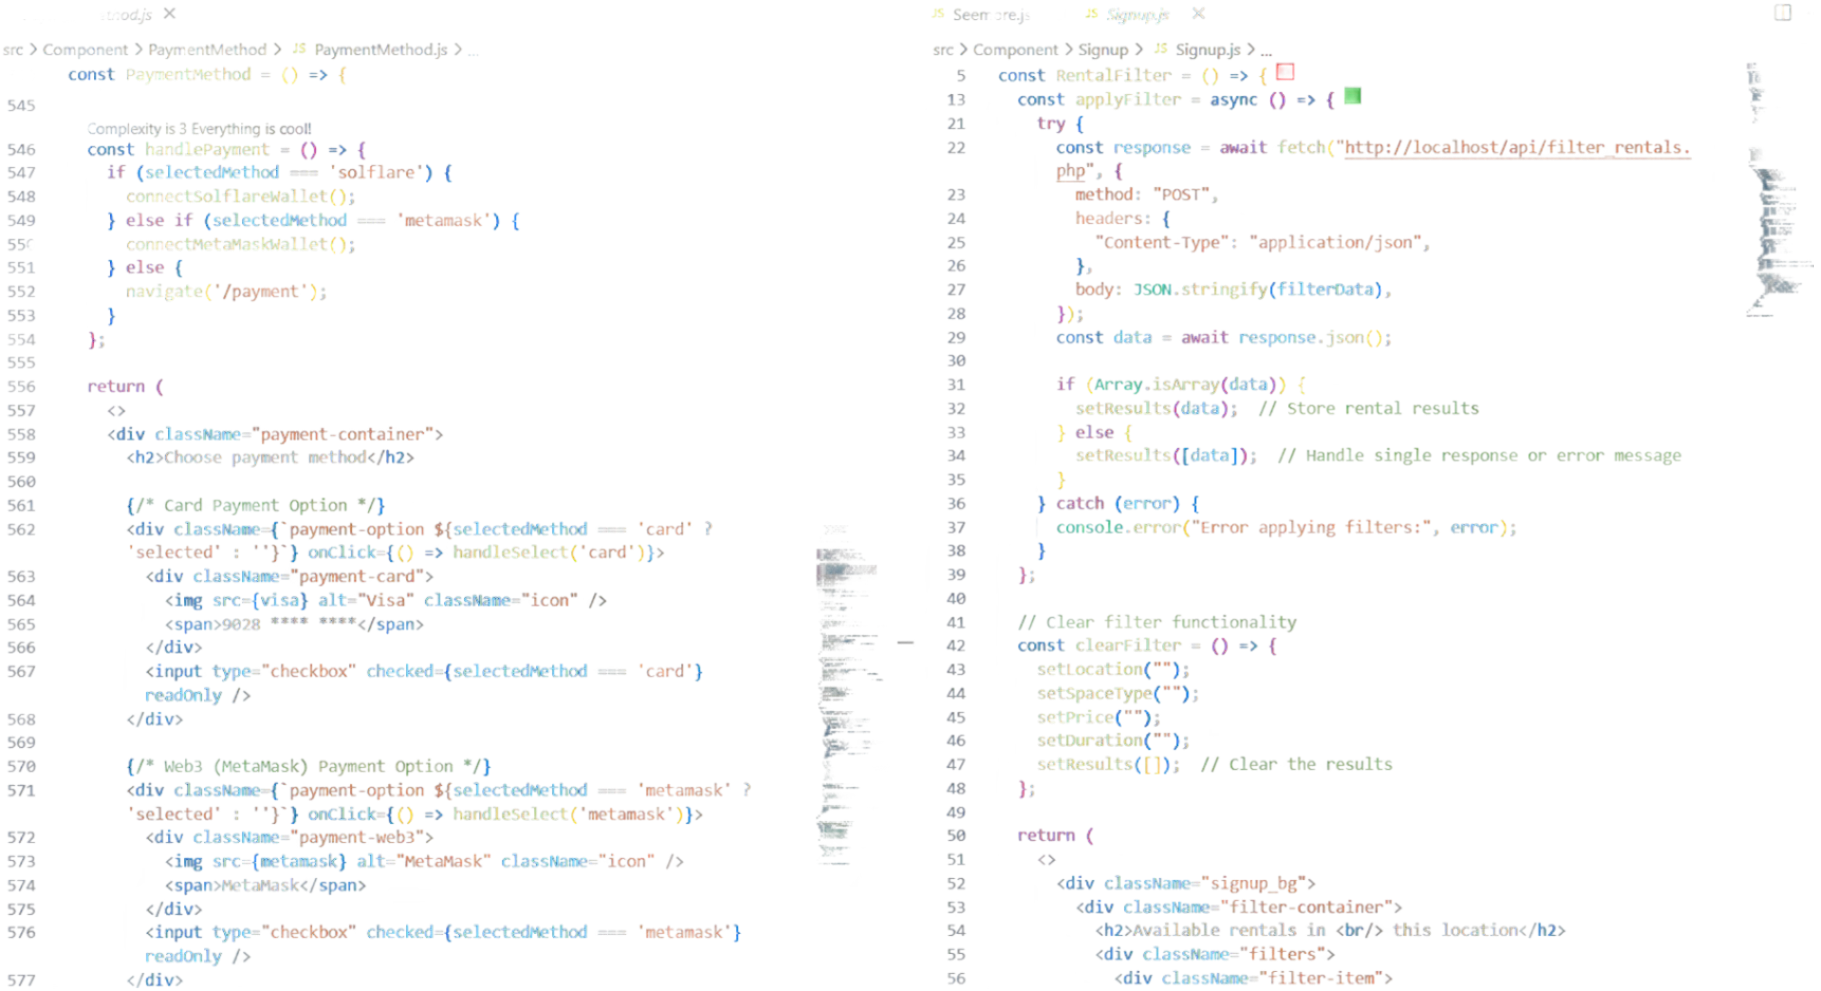 JS Signup.js
src > Component > PaymentMethod > JS PaymentMethod.js > ...
const PaymentMethod = () => {
545
Complexity is 3 Everything is cool!
546 const handlePayment = () => {
547 if (selectedMethod === 'solflare') {
548 connectSolflareWallet();
549 } else if (selectedMethod === 'metamask') {
550 connectMetaMaskWallet();
551 } else {
552 navigate('/payment');
553 }
554 };
555
556 return (
557 <>
558 <div className="payment-container">
559 <h2>Choose payment method</h2>
560
561 {/* Card Payment Option */}
562 <div className={`payment-option ${selectedMethod === 'card' ?
'selected' : ''}`} onClick={() => handleSelect('card')}>
563 <div className="payment-card">
564 <img src={visa} alt="Visa" className="icon" />
565 <span>9028 **** ****</span>
566 </div>
567 <input type="checkbox" checked={selectedMethod === 'card'}
readOnly />
568 </div>
569
570 {/* Web3 (MetaMask) Payment Option */}
571 <div className={`payment-option ${selectedMethod === 'metamask' ?
'selected' : ''}`} onClick={() => handleSelect('metamask')}>
572 <div className="payment-web3">
573 <img src={metamask} alt="MetaMask" className="icon" />
574 <span>MetaMask</span>
575 </div>
576 <input type="checkbox" checked={selectedMethod === 'metamask'}
readOnly />
577 </div>
src > Component > Signup > JS Signup.js > ...
5 const RentalFilter = () => {
13 const applyFilter = async () => {
21 try {
22 const response = await fetch("http://localhost/api/filter_rentals.
php", {
23 method: "POST",
24 headers: {
25 "Content-Type": "application/json",
26 },
27 body: JSON.stringify(filterData),
28 });
29 const data = await response.json();
30
31 if (Array.isArray(data)) {
32 setResults(data); // Store rental results
33 } else {
34 setResults([data]); // Handle single response or error message
35 }
36 } catch (error) {
37 console.error("Error applying filters:", error);
38 }
39 };
40
41 // Clear filter functionality
42 const clearFilter = () => {
43 setLocation("");
44 setSpaceType("");
45 setPrice("");
46 setDuration("");
47 setResults([]); // Clear the results
48 };
49
50 return (
51 <>
52 <div className="signup_bg">
53 <div className="filter-container">
54 <h2>Available rentals in <br/> this location</h2>
55 <div className="filters">
56 <div className="filter-item">